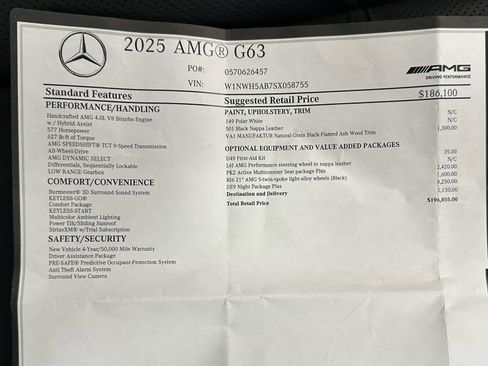 2025 AMG® G63
PO#: 0570626457
VIN: W1NWH5AB7SX058755
AMG
DRIVING PERFORMANCE
Standard Features
PERFORMANCE/HANDLING
Handcrafted AMG 4.0L V8 Biturbo Engine
w/ Hybrid Assist
577 Horsepower
627 lb-ft of Torque
AMG SPEEDSHIFT® TCT 9-Speed Transmission
All-Wheel-Drive
AMG DYNAMIC SELECT
Differentials, Sequentially Lockable
LOW RANGE Gearbox
COMFORT/CONVENIENCE
Burmester® 3D Surround Sound System
KEYLESS-GO®
Comfort Package
KEYLESS-START
Multicolor Ambient Lighting
Power Tilt/Sliding Sunroof
SiriusXM w/Trial Subscription
SAFETY/SECURITY
New Vehicle 4-Year/50,000 Mile Warranty
Driver Assistance Package
PRE-SAFE® Predictive Occupant-Protection System
Anti Theft Alarm System
Surround View Camera
Suggested Retail Price $186,100
PAINT, UPHOLSTERY, TRIM
149 Polar White N/C
501 Black Nappa Leather N/C
VA1 MANUFAKTUR Natural Grain Black-Flamed Ash Wood Trim 1,300.00
OPTIONAL EQUIPMENT AND VALUE ADDED PACKAGES
D49 First-Aid Kit 35.00
L6J AMG Performance steering wheel in nappa leather N/C
PK2 Active Multicontour Seat package Plus 2,420.00
RI6 21" AMG 5-twin-spoke light-alloy wheels (Black) 1,600.00
DE9 Night Package Plus 4,250.00
Destination and Delivery 1,150.00
Total Retail Price $196,855.00